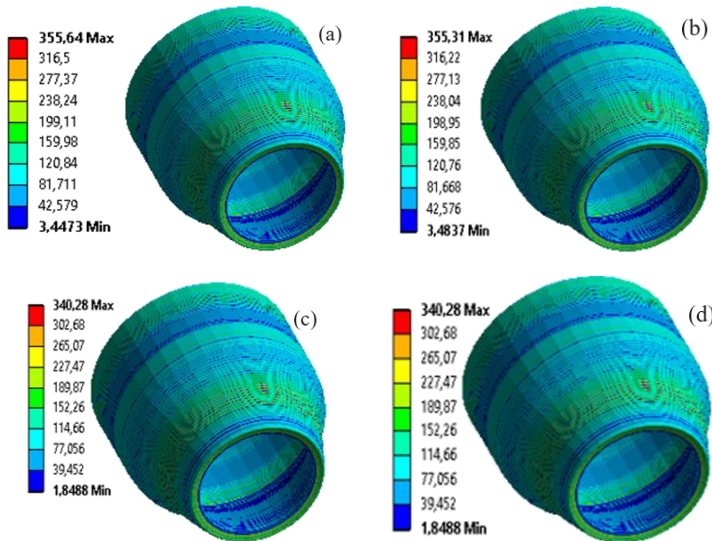 (a)
355,64 Max
316,5
277,37
238,24
199,11
159,98
120,84
81,711
42,579
3,4473 Min
(b)
355,31 Max
316,22
277,13
238,04
198,95
159,85
120,76
81,668
42,576
3,4837 Min
(c)
340,28 Max
302,68
265,07
227,47
189,87
152,26
114,66
77,056
39,452
1,8488 Min
(d)
340,28 Max
302,68
265,07
227,47
189,87
152,26
114,66
77,056
39,452
1,8488 Min